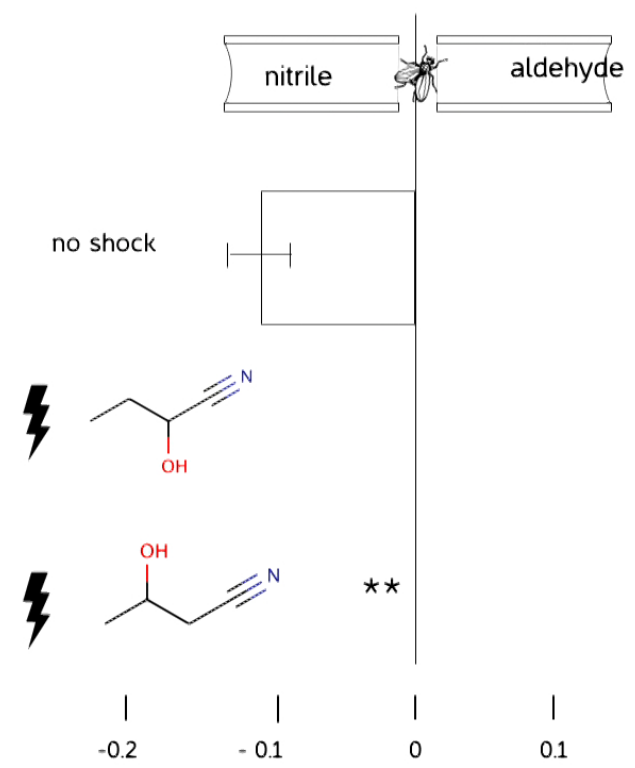 nitrile
aldehyde
no shock
N
OH
OH
N
**
-0.2
- 0.1
0
0.1